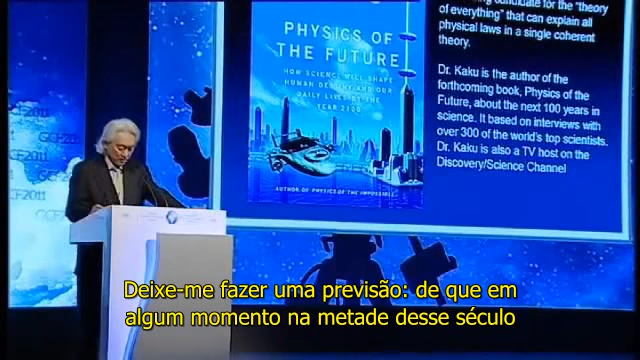 leading candidate for the "theory
of everything" that can explain all
physical laws in a single coherent
theory.
Dr. Kaku is the author of the
forthcoming book, Physics of the
Future, about the next 100 years in
science. It based on interviews with
over 300 of the world's top scientists.
Dr. Kaku is also a TV host on the
Discovery/Science Channel
PHYSICS OF
THE FUTURE
HOW SCIENCE WILL SHAPE
HUMAN DESTINY AND OUR
DAILY LIVES BY THE
YEAR 2100
AUTHOR OF PHYSICS OF THE IMPOSSIBLE
GCF2011
GCF2011
GCF2011
Deixe-me fazer uma previsão: de que em
algum momento na metade desse século